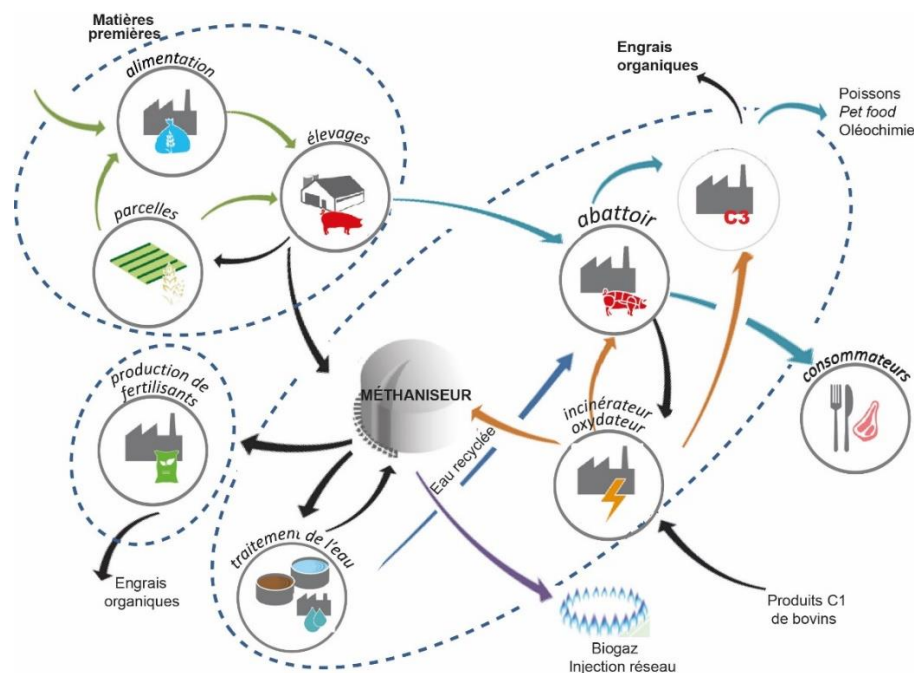 Matières
premières
alimentation
élevages
parcelles
Engrais
organiques
Poissons
Pet food
Oléochimie
C3
abattoir
consommateurs
production de
fertilisants
MÉTHANISEUR
incinérateur
oxydateur
Eau recyclée
traitement de l'eau
Engrais
organiques
Produits C1
de bovins
Biogaz
Injection réseau